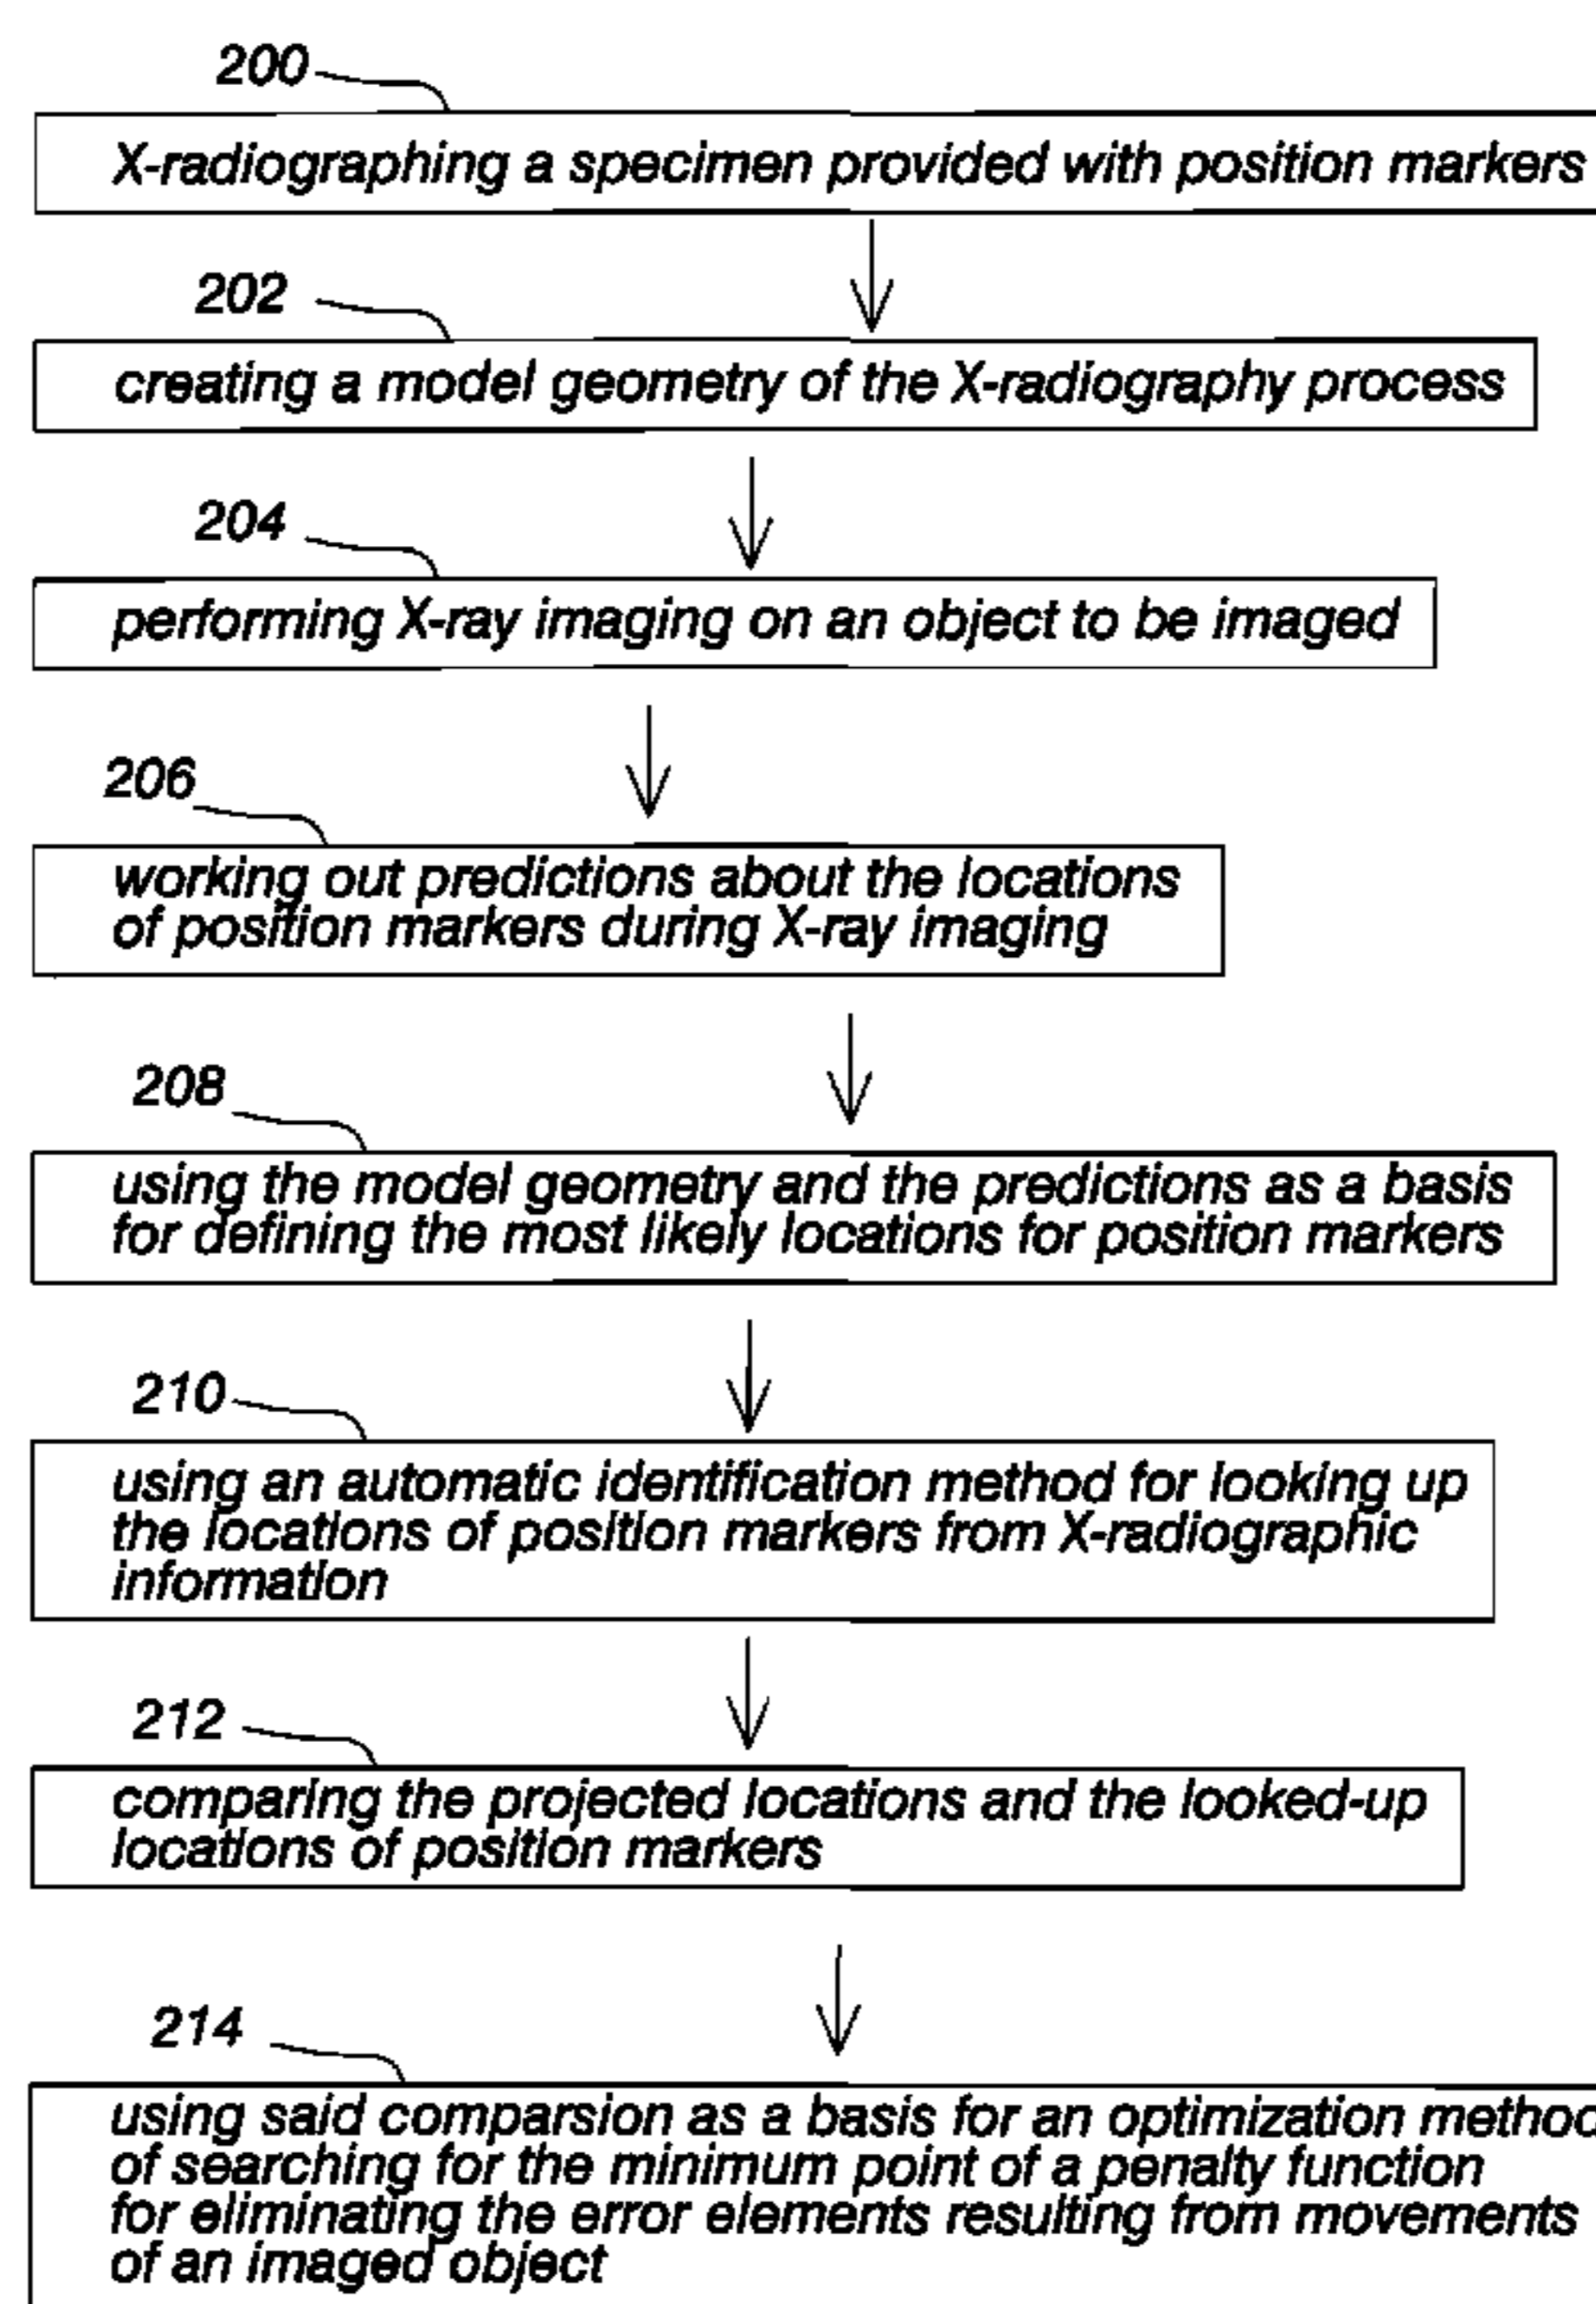 200
X-radiographing a specimen provided with position markers
202
creating a model geometry of the X-radiography process
204
performing X-ray imaging on an object to be imaged
206
working out predictions about the locations
of position markers during X-ray imaging
208
using the model geometry and the predictions as a basis
for defining the most likely locations for position markers
210
using an automatic identification method for looking up
the locations of position markers from X-radiographic
information
212
comparing the projected locations and the looked-up
locations of position markers
214
using said comparsion as a basis for an optimization method
of searching for the minimum point of a penalty function
for eliminating the error elements resulting from movements
of an imaged object